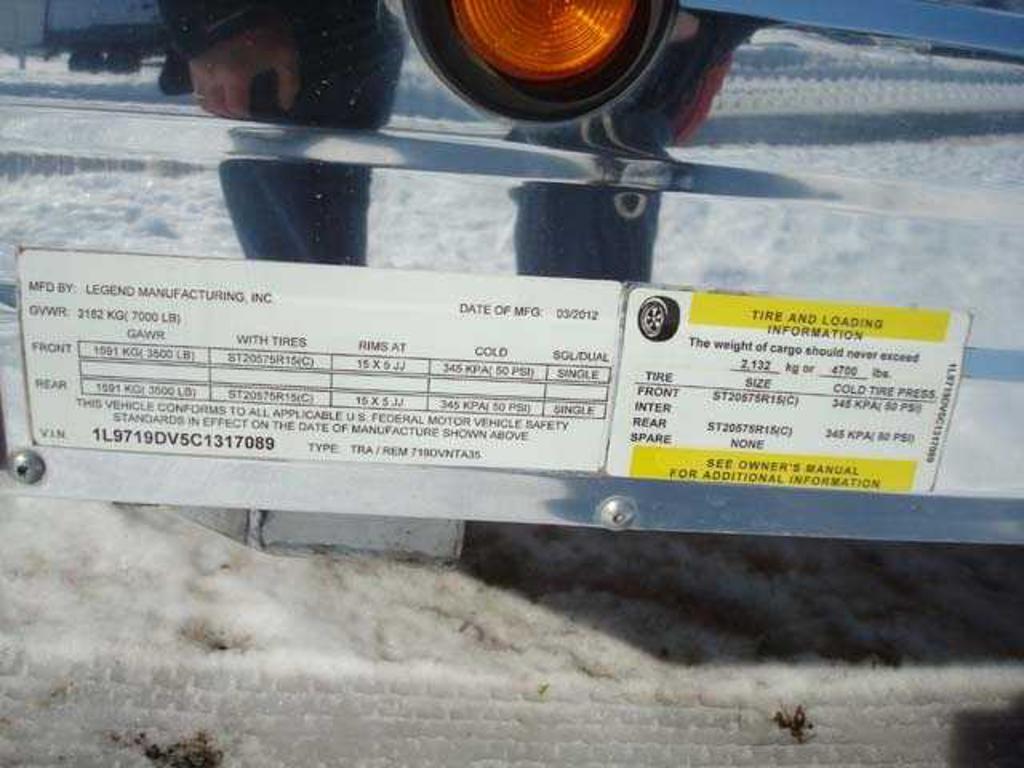 MFD BY: LEGEND MANUFACTURING, INC.
DATE OF MFG: 03/2012
GVWR: 3182 KG( 7000 LB)
GAWR WITH TIRES RIMS AT COLD SGL/DUAL
FRONT 1591 KG( 3500 LB) ST20575R15(C) 15 X 5 JJ 345 KPA( 50 PSI) SINGLE
REAR 1591 KG( 3500 LB) ST20575R15(C) 15 X 5 JJ 345 KPA( 50 PSI) SINGLE
THIS VEHICLE CONFORMS TO ALL APPLICABLE U.S. FEDERAL MOTOR VEHICLE SAFETY
STANDARDS IN EFFECT ON THE DATE OF MANUFACTURE SHOWN ABOVE
V.I.N. 1L9719DV5C1317089 TYPE: TRA / REM 719DVNTA35
TIRE AND LOADING
INFORMATION
The weight of cargo should never exceed
2,132 kg or 4700 lbs.
TIRE SIZE COLD TIRE PRESS.
FRONT ST20575R15(C) 345 KPA( 50 PSI)
INTER
REAR ST20575R15(C) 345 KPA( 50 PSI)
SPARE NONE
SEE OWNER'S MANUAL
FOR ADDITIONAL INFORMATION
1L9719DV5C1317089